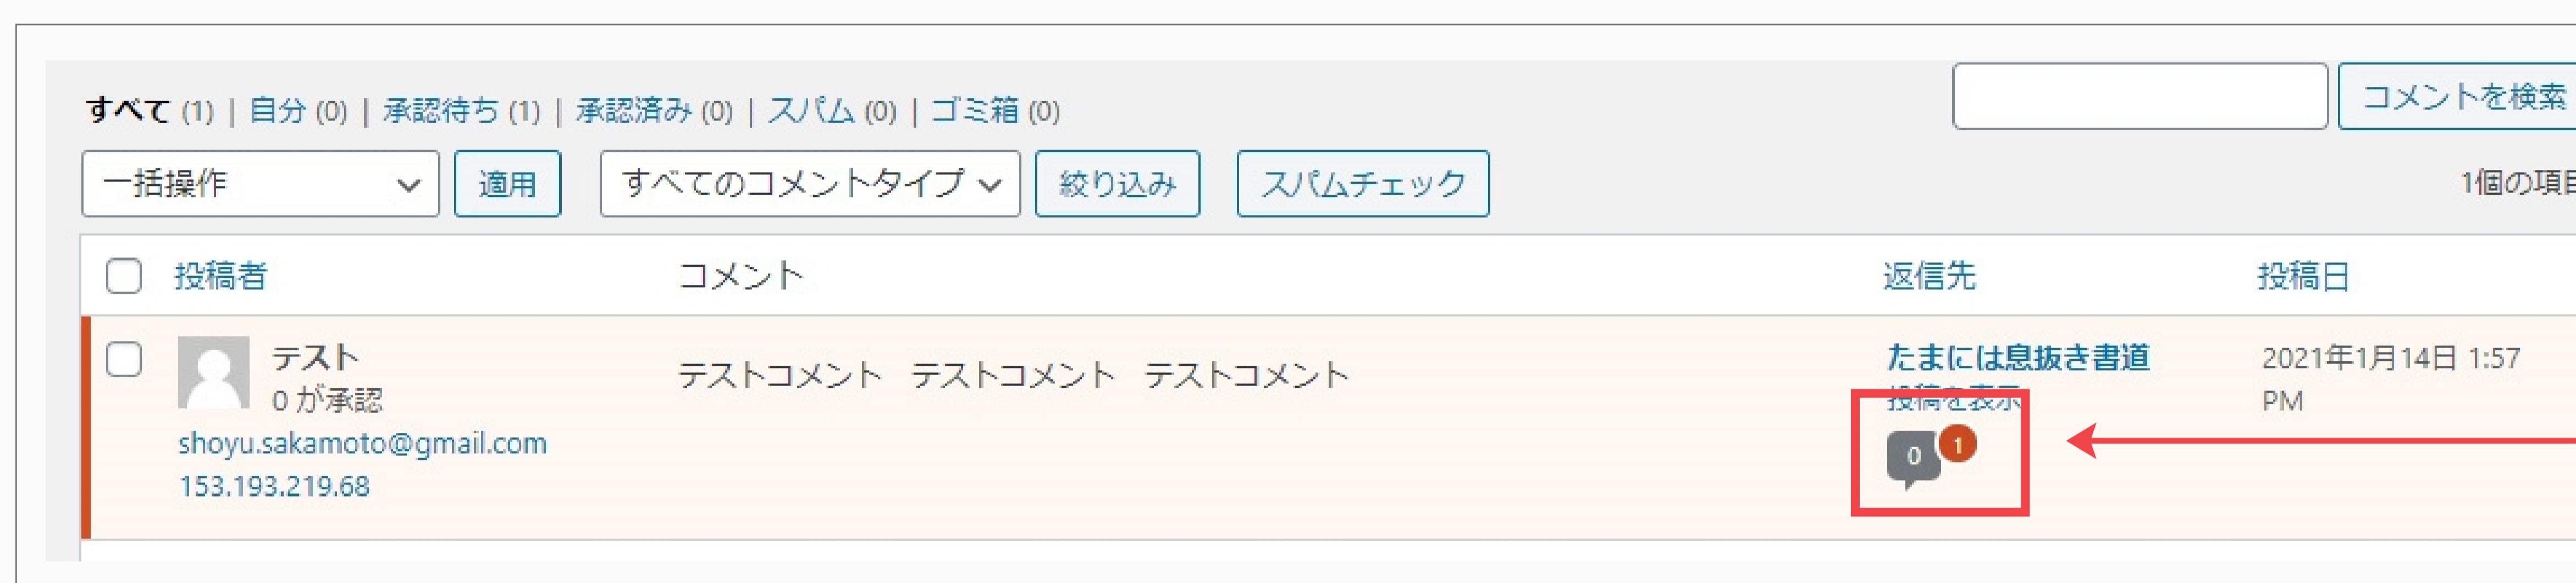 すべて (1) | 自分 (0) | 承認待ち (1) | 承認済み (0) | スパム (0) | ゴミ箱 (0)
コメントを検索
一括操作 適用 すべてのコメントタイプ 絞り込み スパムチェック
1個の項目
投稿者 コメント 返信先 投稿日
テスト
0 が承認
shoyu.sakamoto@gmail.com
153.193.219.68
テストコメント テストコメント テストコメント
たまには息抜き書道
投稿を表示
0 1
2021年1月14日 1:57
PM